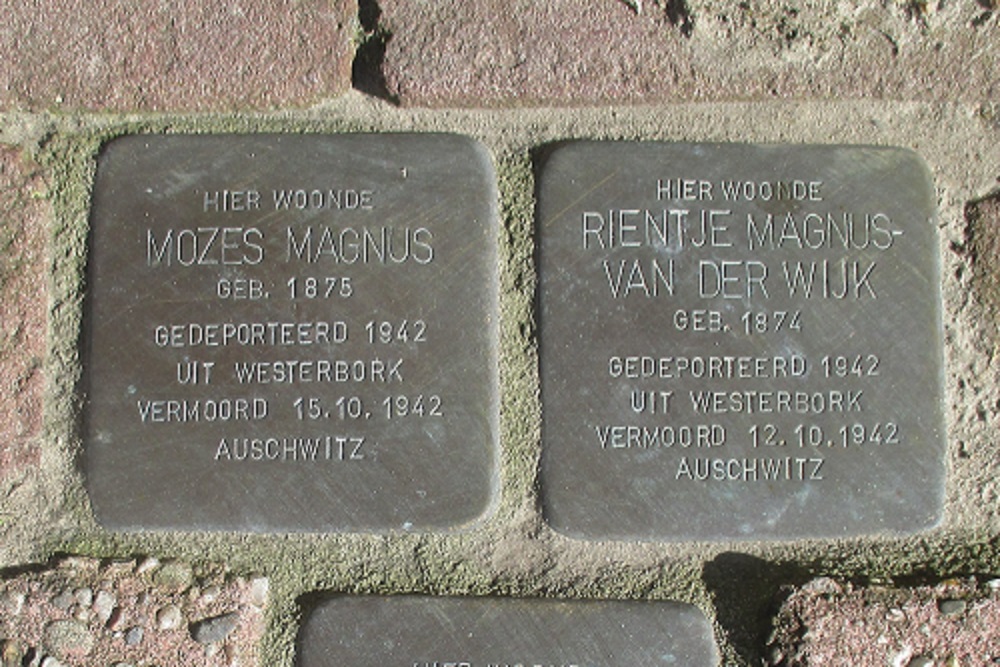 HIER WOONDE
MOZES MAGNUS
GEB. 1875
GEDEPORTEERD 1942
UIT WESTERBORK
VERMOORD 15.10.1942
AUSCHWITZ
HIER WOONDE
RIENTJE MAGNUS-
VAN DER WIJK
GEB. 1874
GEDEPORTEERD 1942
UIT WESTERBORK
VERMOORD 12.10.1942
AUSCHWITZ